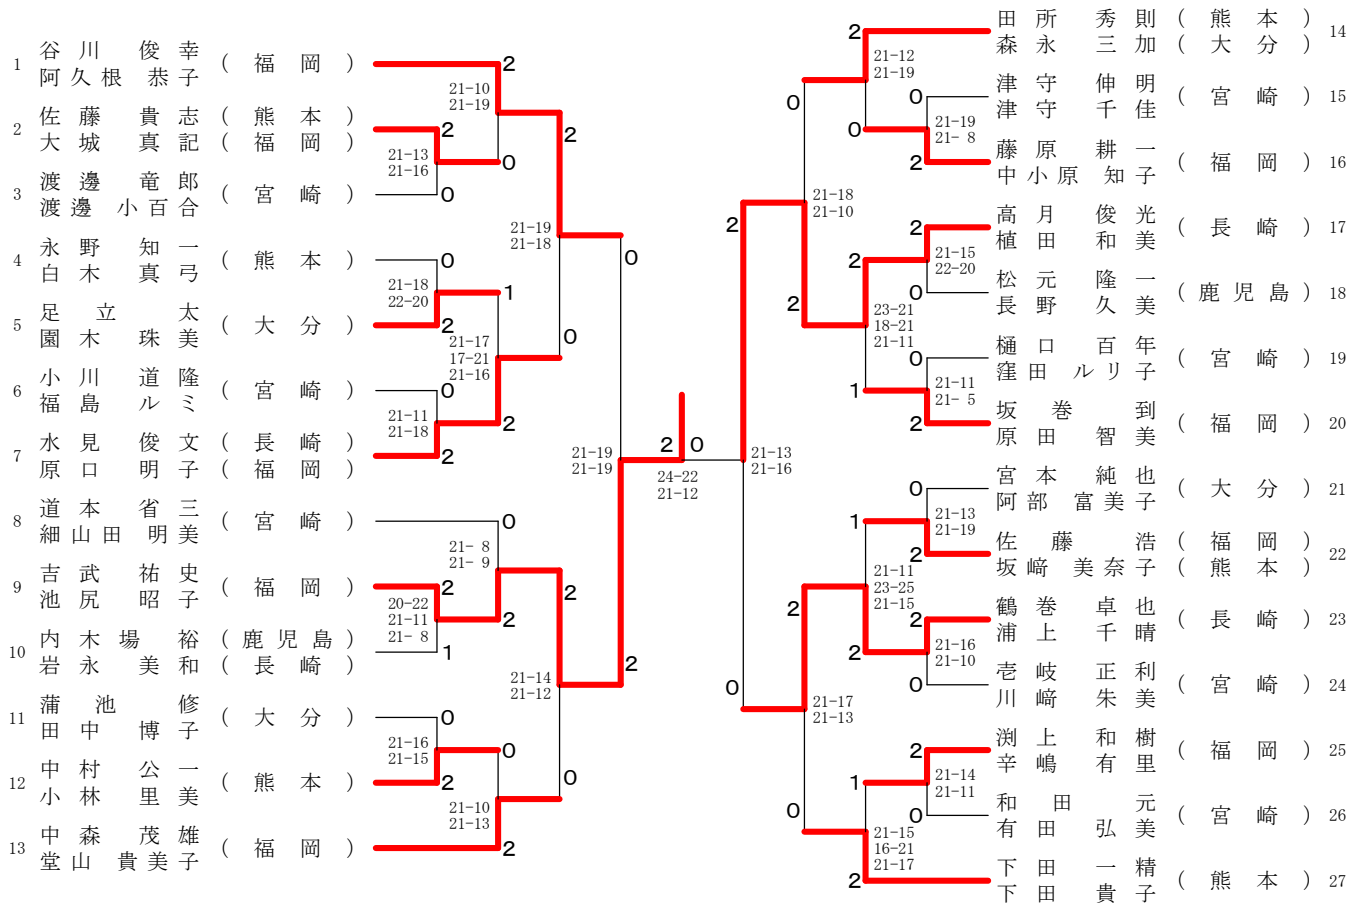 1 谷川 俊幸 (福岡)
阿久根 恭子
2 佐藤 貴志 (熊本)
大城 真記 (福岡)
3 渡邊 竜郎 (宮崎)
渡邊 小百合
4 永野 知一 (熊本)
白木 真弓
5 足立 太 (大分)
園木 珠美
6 小川 道隆 (宮崎)
福島 ルミ
7 水見 俊文 (長崎)
原口 明子 (福岡)
8 道本 省三 (宮崎)
細山田 明美
9 吉武 祐史 (福岡)
池尻 昭子
10 内木場 裕 (鹿児島)
岩永 美和 (長崎)
11 蒲池 修 (大分)
田中 博子
12 中村 公一 (熊本)
小林 里美
13 中森 茂雄 (福岡)
堂山 貴美子
2
21-10
21-19
2
0
21-13
21-16
0
2
21-19
21-18
0
21-18
22-20
2
1
21-17
17-21
21-16
0
0
21-11
21-18
2
2
0
21-19
21-19
0
21- 8
21- 9
2
20-22
21-11
21- 8
1
2
2
21-14
21-12
2
0
21-16
21-15
2
0
21-10
21-13
2
0
2 0
24-22
21-12
田所 秀則 (熊本) 14
森永 三加 (大分)
津守 伸明 (宮崎) 15
津守 千佳
藤原 耕一 (福岡) 16
中小原 知子
高月 俊光 (長崎) 17
植田 和美
松元 隆一 (鹿児島) 18
長野 久美
樋口 百年 (宮崎) 19
窪田 ルリ子
坂巻 到 (福岡) 20
原田 智美
宮本 純也 (大分) 21
阿部 富美子
佐藤 浩 (福岡) 22
坂﨑 美奈子 (熊本)
鶴巻 卓也 (長崎) 23
浦上 千晴
壱岐 正利 (宮崎) 24
川﨑 朱美
渕上 和樹 (福岡) 25
辛嶋 有里
和田 元 (宮崎) 26
有田 弘美
下田 一精 (熊本) 27
下田 貴子
2
21-12
21-19
0
0
21-19
21- 8
0
2
21-18
21-10
2
2
21-15
22-20
0
2
2
23-21
18-21
21-11
0
21-11
21- 5
1
2
2
21-13
21-16
0
21-13
21-19
1
2
21-11
23-25
21-15
2
2
21-16
21-10
2
0
0
21-17
21-13
2
21-14
21-11
1
0
0
21-15
16-21
21-17
2